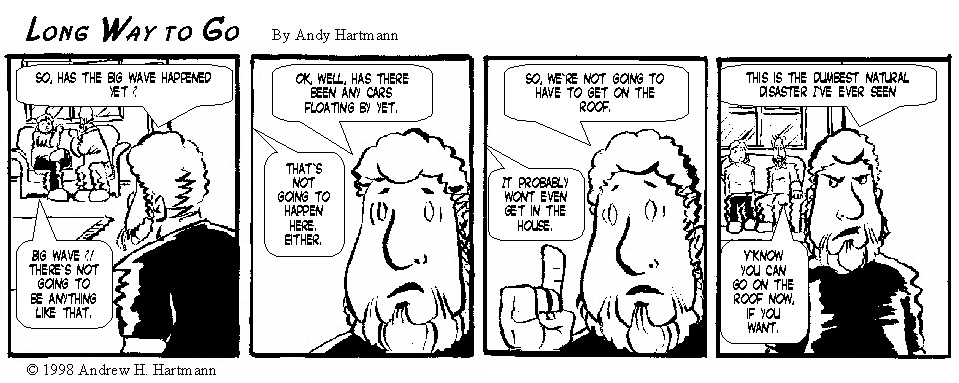 LONG WAY TO GO
By Andy Hartmann
SO, HAS THE BIG WAVE HAPPENED
YET ?
BIG WAVE ?!
THERE'S NOT
GOING TO
BE ANYTHING
LIKE THAT.
OK, WELL, HAS THERE
BEEN ANY CARS
FLOATING BY YET.
THAT'S
NOT
GOING TO
HAPPEN
HERE.
EITHER.
SO, WE'RE NOT GOING TO
HAVE TO GET ON THE
ROOF.
IT PROBABLY
WONT EVEN
GET IN THE
HOUSE.
THIS IS THE DUMBEST NATURAL
DISASTER I'VE EVER SEEN
Y'KNOW
YOU CAN
GO ON THE
ROOF NOW,
IF YOU
WANT.
© 1998 Andrew H. Hartmann